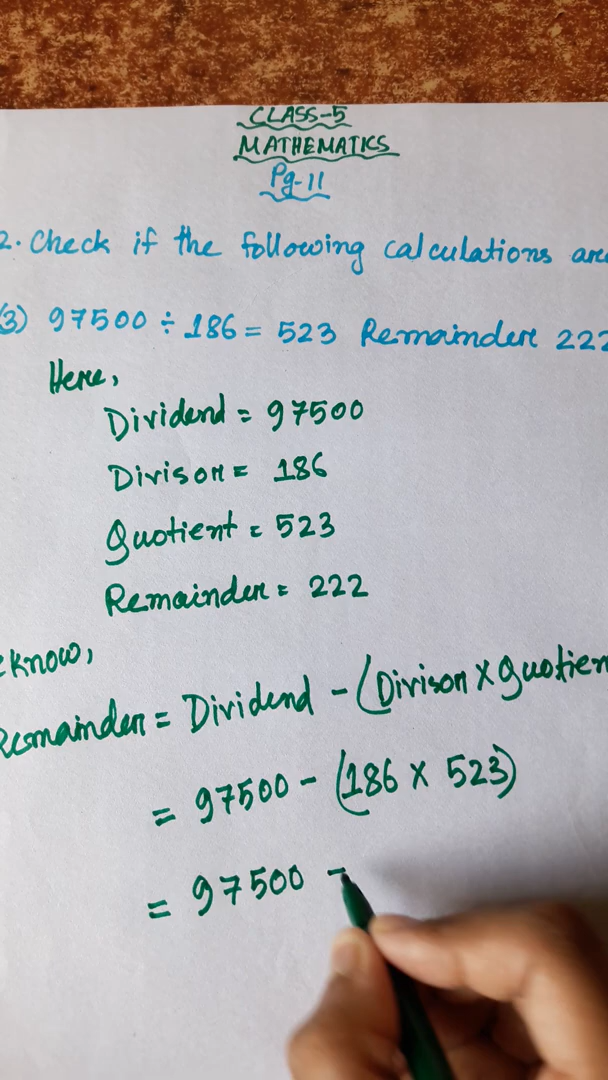 CLASS-5
MATHEMATICS
Pg-11
2. Check if the following calculations are
(3) 97500 ÷ 186 = 523 Remainder 222
Here,
Dividend = 97500
Divisor = 186
Quotient = 523
Remainder = 222
know,
Remainder = Dividend - (Divisor × Quotien
= 97500 - (186 × 523)
= 97500 -